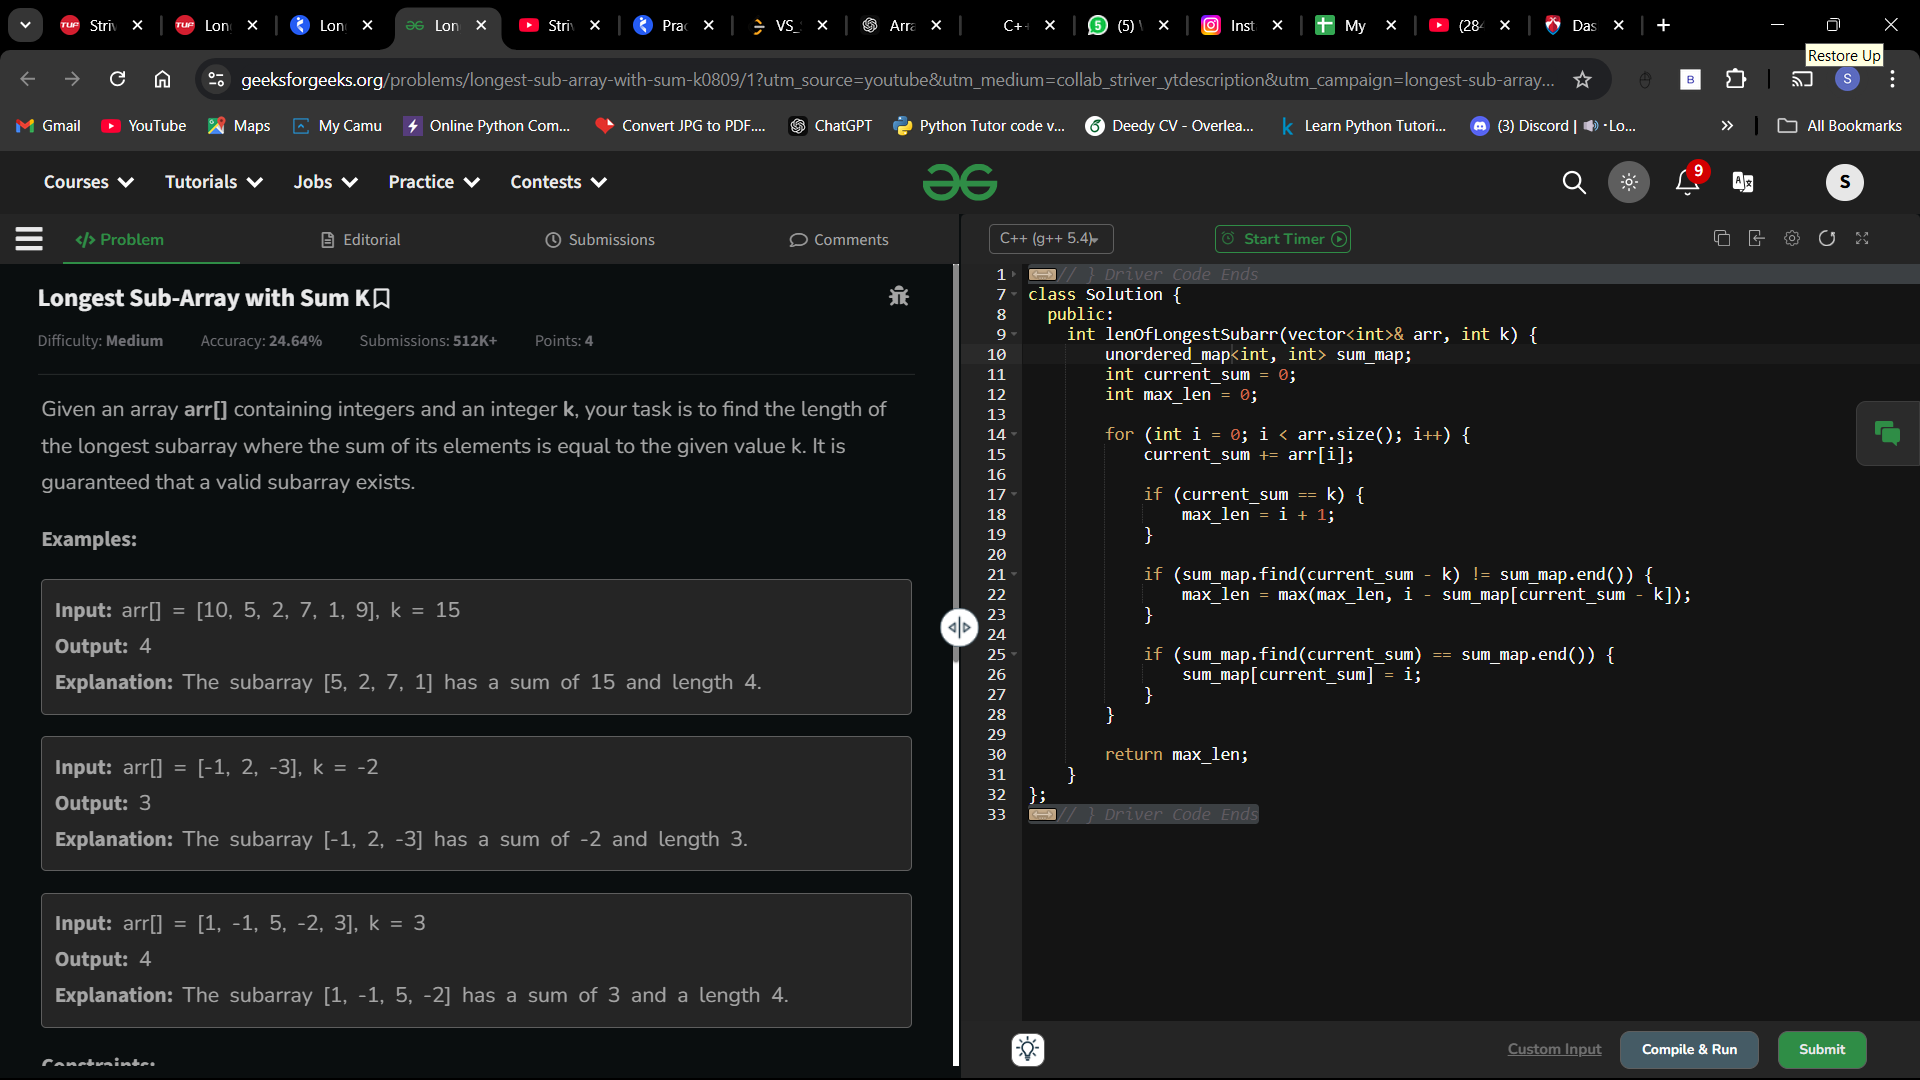 Stri
Lon
Lon
Lon
Stri
Prac
VS_
Arra
C++
(5) 
Inst
My
(284
Das
Restore Up
geeksforgeeks.org/problems/longest-sub-array-with-sum-k0809/1?utm_source=youtube&utm_medium=collab_striver_ytdescription&utm_campaign=longest-sub-array...
S
Gmail
YouTube
Maps
My Camu
Online Python Com...
Convert JPG to PDF....
ChatGPT
Python Tutor code v...
Deedy CV - Overlea...
Learn Python Tutori...
(3) Discord | 🔊 · Lo...
All Bookmarks
Courses
Tutorials
Jobs
Practice
Contests
9
S
</> Problem
Editorial
Submissions
Comments
C++ (g++ 5.4)
Start Timer
Longest Sub-Array with Sum K
Difficulty: Medium Accuracy: 24.64% Submissions: 512K+ Points: 4
Given an array arr[] containing integers and an integer k, your task is to find the length of
the longest subarray where the sum of its elements is equal to the given value k. It is
guaranteed that a valid subarray exists.
Examples:
Input: arr[] = [10, 5, 2, 7, 1, 9], k = 15
Output: 4
Explanation: The subarray [5, 2, 7, 1] has a sum of 15 and length 4.
Input: arr[] = [-1, 2, -3], k = -2
Output: 3
Explanation: The subarray [-1, 2, -3] has a sum of -2 and length 3.
Input: arr[] = [1, -1, 5, -2, 3], k = 3
Output: 4
Explanation: The subarray [1, -1, 5, -2] has a sum of 3 and a length 4.
Constraints:
1 // } Driver Code Ends
7 class Solution {
8 public:
9 int lenOfLongestSubarr(vector<int>& arr, int k) {
10 unordered_map<int, int> sum_map;
11 int current_sum = 0;
12 int max_len = 0;
13
14 for (int i = 0; i < arr.size(); i++) {
15 current_sum += arr[i];
16
17 if (current_sum == k) {
18 max_len = i + 1;
19 }
20
21 if (sum_map.find(current_sum - k) != sum_map.end()) {
22 max_len = max(max_len, i - sum_map[current_sum - k]);
23 }
24
25 if (sum_map.find(current_sum) == sum_map.end()) {
26 sum_map[current_sum] = i;
27 }
28 }
29
30 return max_len;
31 }
32 };
33 // } Driver Code Ends
Custom Input
Compile & Run
Submit